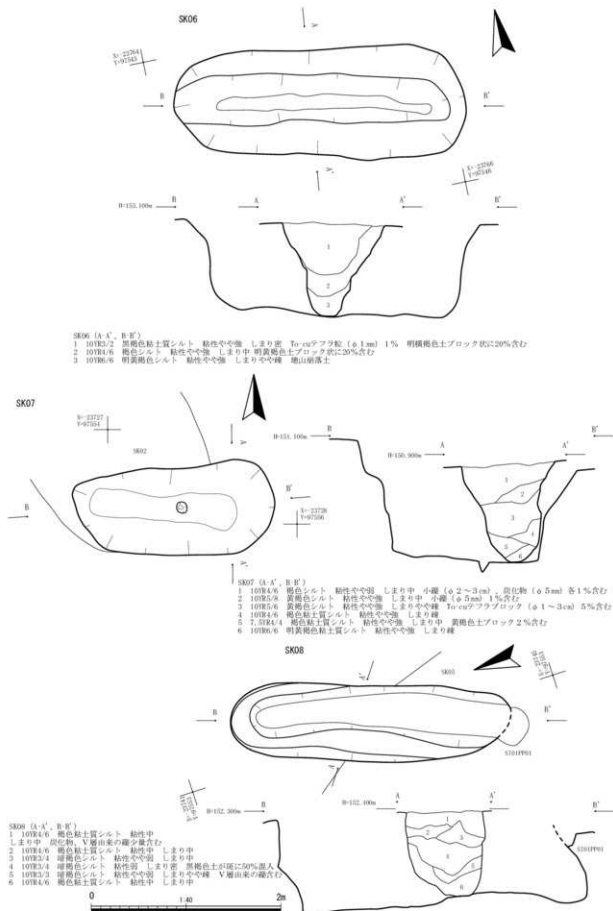 SK06
A
X=-23764
Y=97543
B
B'
A'
X=-23766
Y=97546
B
A
A'
B'
H=153.100m
1
2
3
SK06 (A-A'、B-B')
1 10YR3/2 黒褐色粘土質シルト 粘性やや強 しまり密 To-cuテフラ粒(φ1mm)1% 明横褐色土ブロック状に20%含む
2 10YR4/6 褐色シルト 粘性やや強 しまり中 明黄褐色土ブロック状に20%含む
3 10YR6/6 明黄褐色シルト 粘性やや強 しまりやや疎 地山崩落土
SK07
X=-23727
Y=97554
SK02
A
B
B'
X=-23728
Y=97556
H=151.100m
B
H=150.900m
A
A'
B'
1
2
3
4
5
6
SK07 (A-A'、B-B')
1 10YR4/6 褐色シルト 粘性やや弱 しまり中 小礫(φ2~3cm)、炭化物(φ5mm)各1%含む
2 10YR5/8 黄褐色シルト 粘性やや強 しまり中 小礫(φ5mm)1%含む
3 10YR5/6 黄褐色シルト 粘性やや強 しまりやや疎 To-cuテフラブロック(φ1~3cm)5%含む
4 10YR4/6 褐色粘土質シルト 粘性やや強 しまり疎
5 7.5YR4/4 褐色粘土質シルト 粘性やや強 しまり中 黄褐色土ブロック2%含む
6 10YR6/6 明黄褐色粘土質シルト 粘性やや強 しまり疎
SK08
A'
SK05
B
B'
SI01PP01
A
H=152.300m
B
H=152.400m
A
A'
B'
SI01PP01
1
2
3
4
5
6
SK08 (A-A'、B-B')
1 10YR4/6 褐色粘土質シルト 粘性中
しまり中 炭化物、V層由来の礫少量含む
2 10YR4/6 褐色粘土質シルト 粘性中 しまり中
3 10YR3/4 暗褐色シルト 粘性やや弱 しまり中
4 10YR3/4 暗褐色シルト 粘性弱 しまり密 黒褐色土が斑に50%混入
5 10YR3/3 暗褐色シルト 粘性やや弱 しまりやや疎 V層由来の礫含む
6 10YR4/6 褐色粘土質シルト 粘性中 しまり中
0
1:40
2m